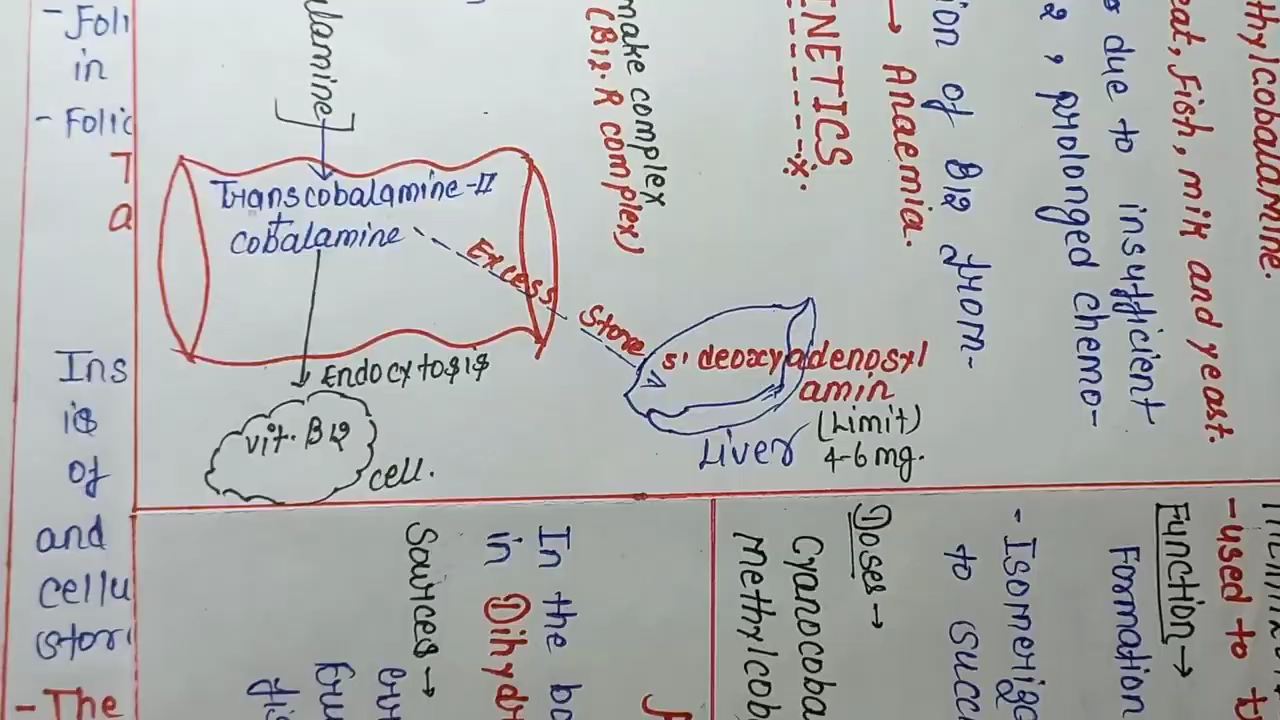 - Foli
in
- Folic
T
a
Ins
is
of
and
cellu
stor
- The
alamine
Transcobalamine-II
+
cobalamine
Excess
Store
Endocytosis
vit. B12
cell.
5' deoxyadenosyl
amin
(Limit)
4-6 mg.
Liver
make complex
(B12. R complex)
NETICS
ion of B12 from-
→ Anaemia.
thylcobalamine.
eat, Fish, milk and yeast.
due to insufficient
2, prolonged chemo-
-used to t
Function →
Formation
- Isomeriga
to succ
Doses →
Cyanocoba
Methylcob
In the bo
in Dihydr
Sources →